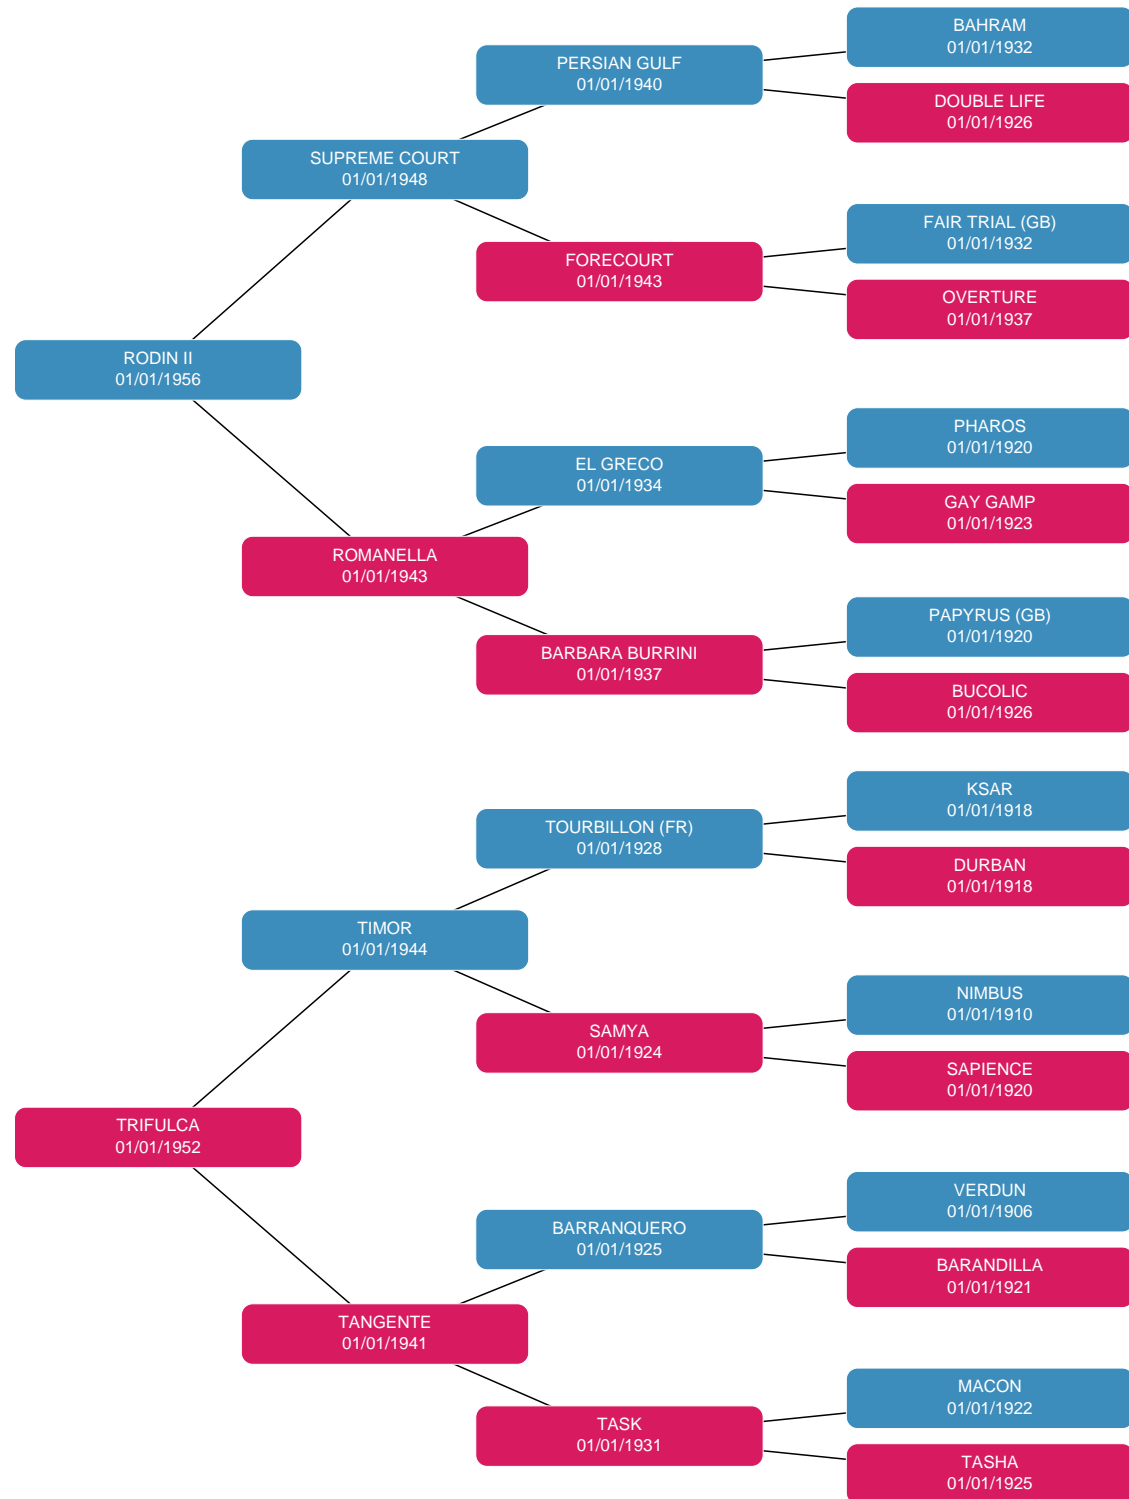 BAHRAM
01/01/1932
PERSIAN GULF
01/01/1940
DOUBLE LIFE
01/01/1926
SUPREME COURT
01/01/1948
FAIR TRIAL (GB)
01/01/1932
FORECOURT
01/01/1943
OVERTURE
01/01/1937
RODIN II
01/01/1956
PHAROS
01/01/1920
EL GRECO
01/01/1934
GAY GAMP
01/01/1923
ROMANELLA
01/01/1943
PAPYRUS (GB)
01/01/1920
BARBARA BURRINI
01/01/1937
BUCOLIC
01/01/1926
KSAR
01/01/1918
TOURBILLON (FR)
01/01/1928
DURBAN
01/01/1918
TIMOR
01/01/1944
NIMBUS
01/01/1910
SAMYA
01/01/1924
SAPIENCE
01/01/1920
TRIFULCA
01/01/1952
VERDUN
01/01/1906
BARRANQUERO
01/01/1925
BARANDILLA
01/01/1921
TANGENTE
01/01/1941
MACON
01/01/1922
TASK
01/01/1931
TASHA
01/01/1925